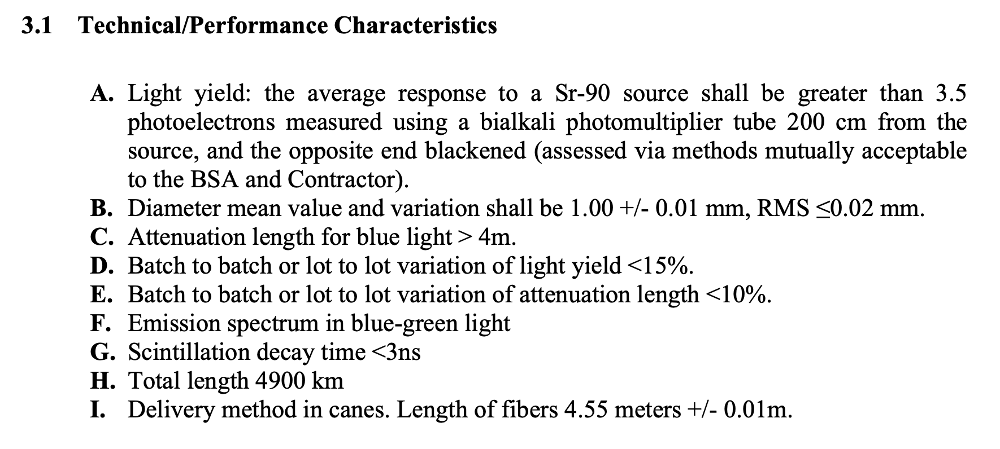 3.1 Technical/Performance Characteristics
A. Light yield: the average response to a Sr-90 source shall be greater than 3.5
photoelectrons measured using a bialkali photomultiplier tube 200 cm from the
source, and the opposite end blackened (assessed via methods mutually acceptable
to the BSA and Contractor).
B. Diameter mean value and variation shall be 1.00 +/- 0.01 mm, RMS ≤0.02 mm.
C. Attenuation length for blue light > 4m.
D. Batch to batch or lot to lot variation of light yield <15%.
E. Batch to batch or lot to lot variation of attenuation length <10%.
F. Emission spectrum in blue-green light
G. Scintillation decay time <3ns
H. Total length 4900 km
I. Delivery method in canes. Length of fibers 4.55 meters +/- 0.01m.